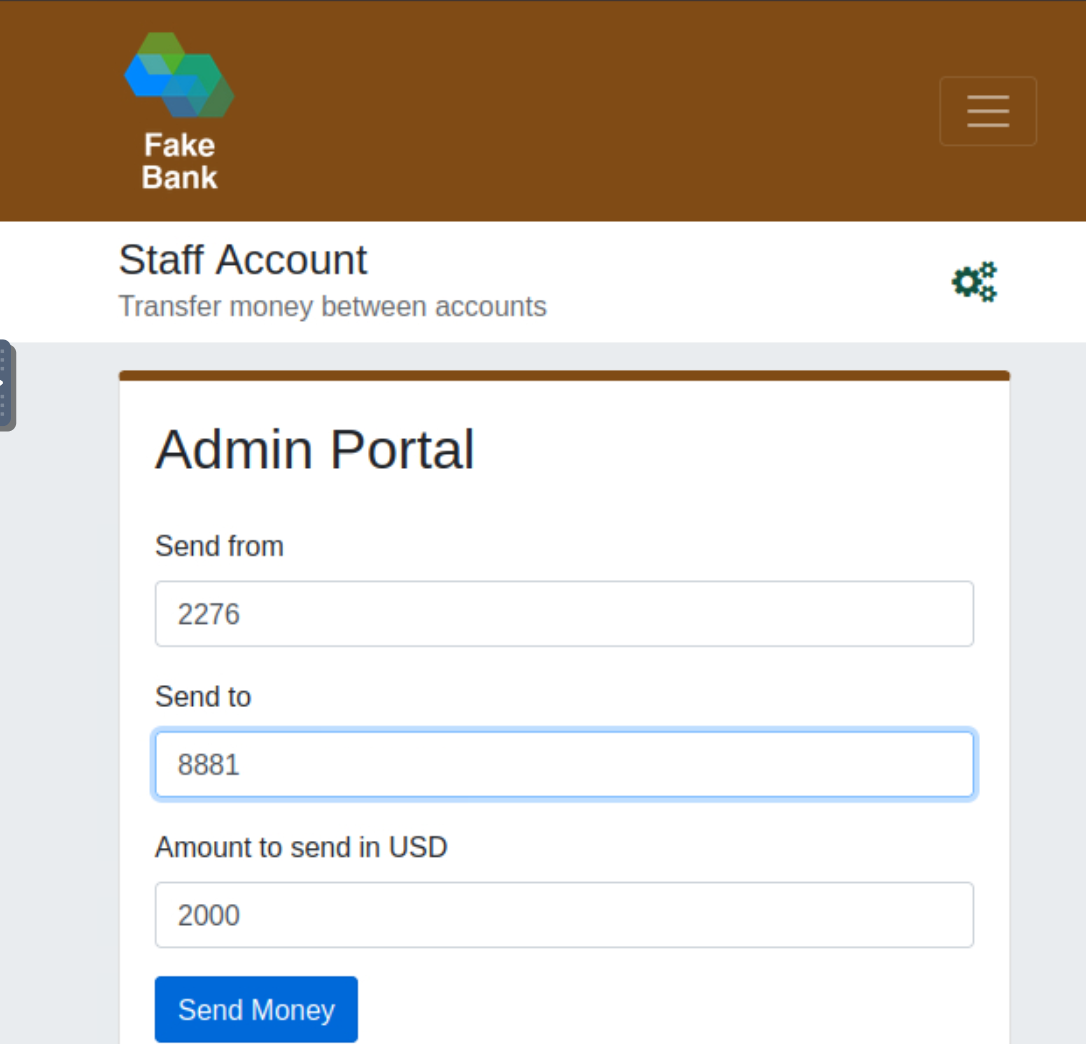 Fake
Bank
Staff Account
Transfer money between accounts
Admin Portal
Send from
2276
Send to
8881
Amount to send in USD
2000
Send Money